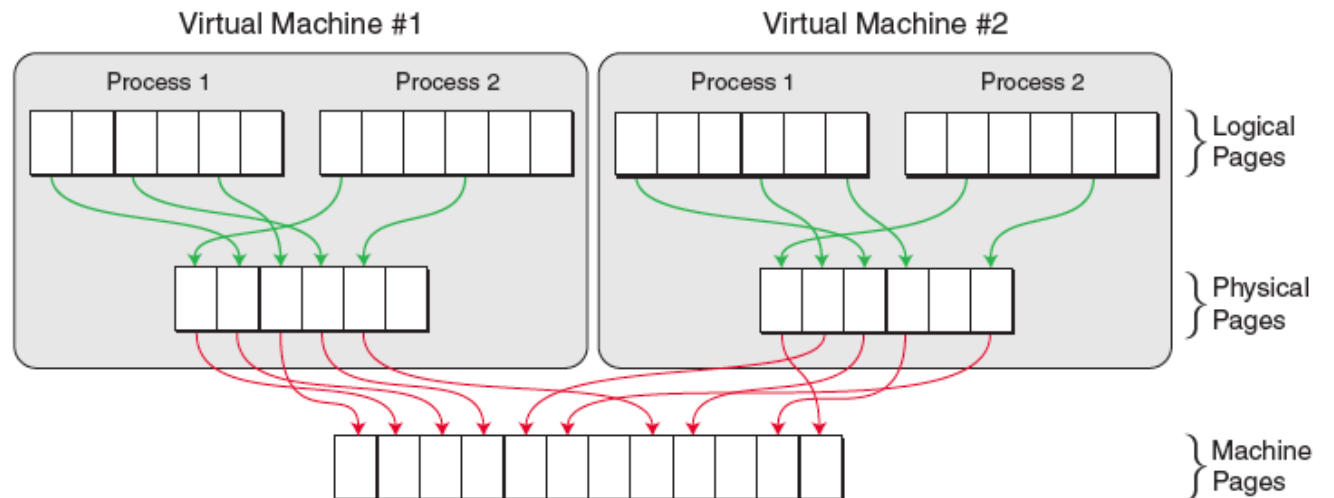 Virtual Machine #1
Virtual Machine #2
Process 1
Process 2
Process 1
Process 2
Logical
Pages
Physical
Pages
Machine
Pages